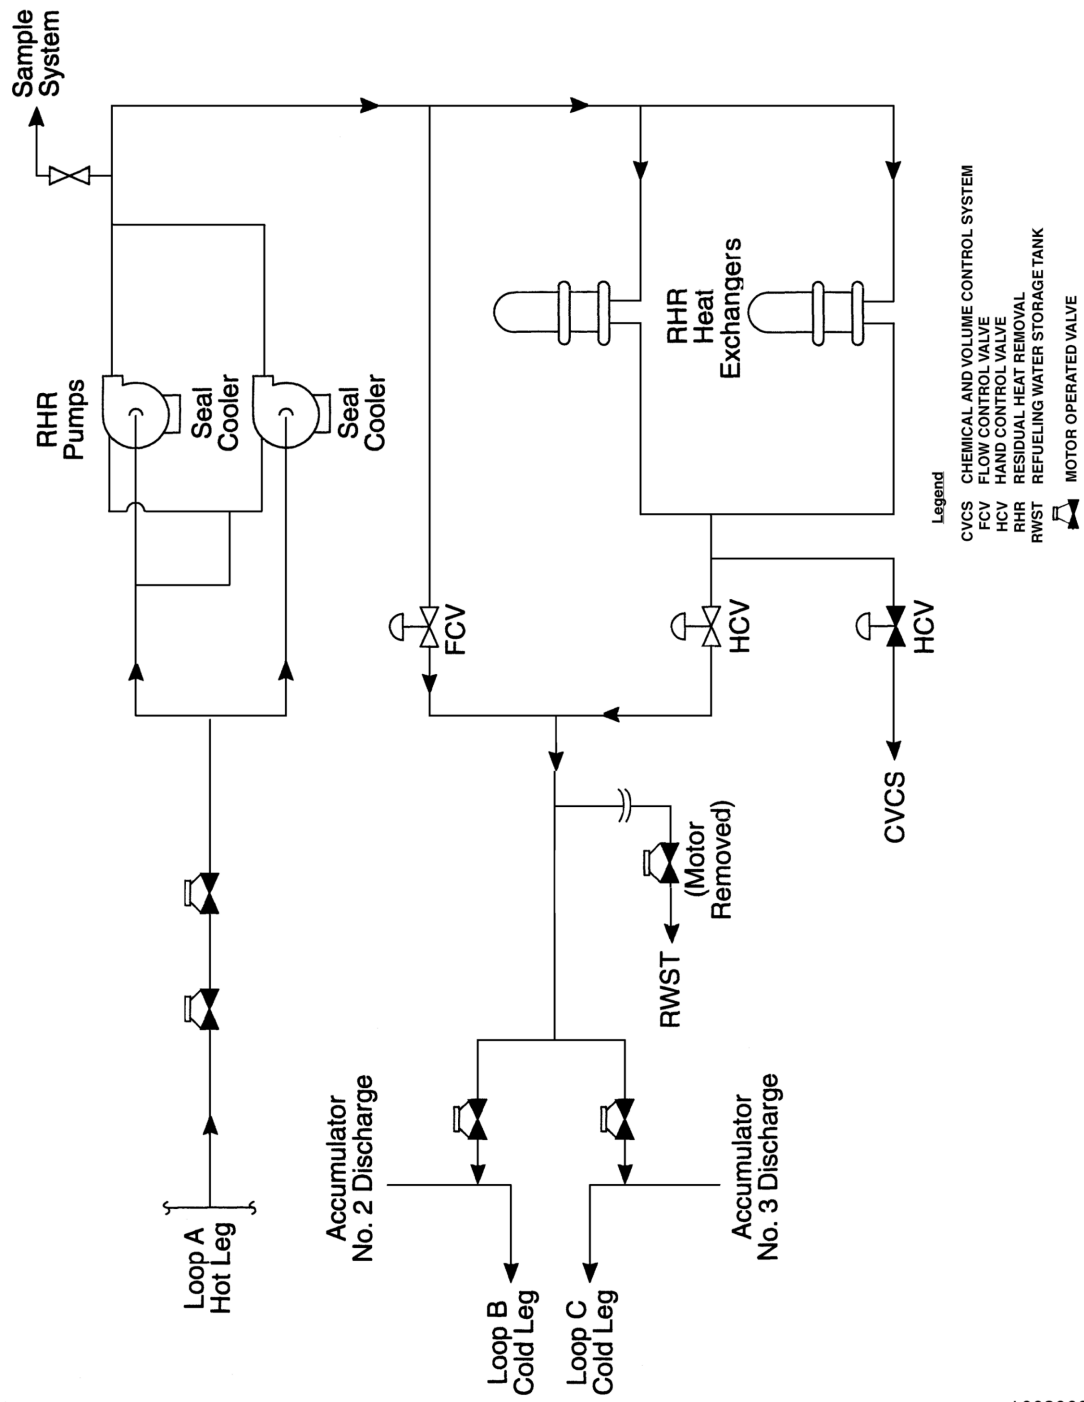 Sample
System
RHR
Pumps
Seal
Cooler
Seal
Cooler
RHR
Heat
Exchangers
FCV
HCV
HCV
CVCS
(Motor
Removed)
RWST
Loop A
Hot Leg
Accumulator
No. 2 Discharge
Accumulator
No. 3 Discharge
Loop B
Cold Leg
Loop C
Cold Leg
Legend
CVCS CHEMICAL AND VOLUME CONTROL SYSTEM
FCV FLOW CONTROL VALVE
HCV HAND CONTROL VALVE
RHR RESIDUAL HEAT REMOVAL
RWST REFUELING WATER STORAGE TANK
MOTOR OPERATED VALVE